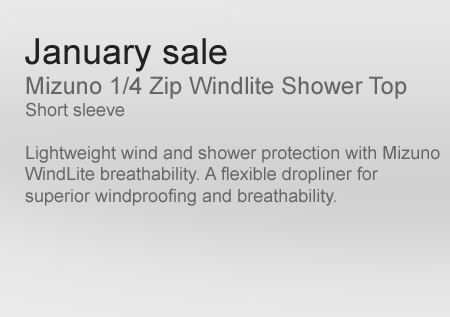 January sale
Mizuno 1/4 Zip Windlite Shower Top
Short sleeve
Lightweight wind and shower protection with Mizuno
WindLite breathability. A flexible dropliner for
superior windproofing and breathability.